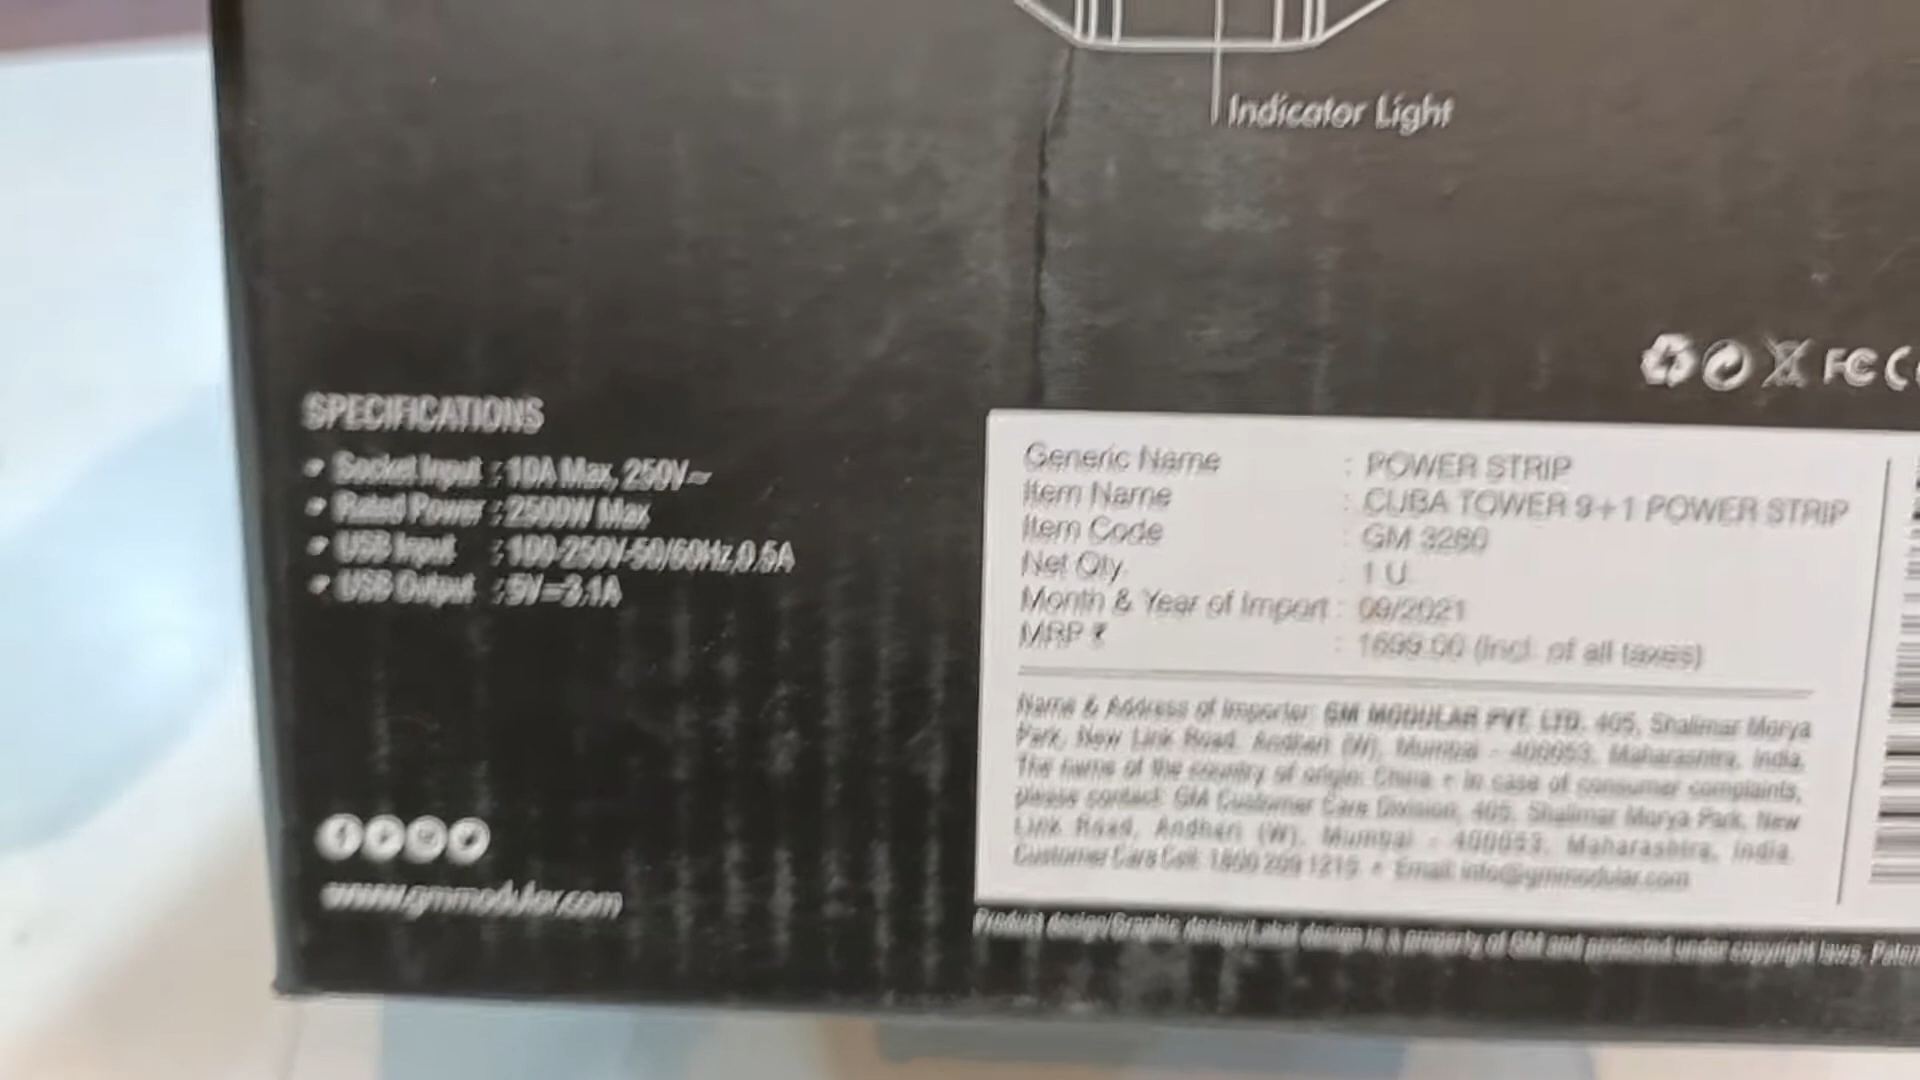 Indicator Light
FC
SPECIFICATIONS
• Socket Input : 10A Max, 250V~
• Rated Power : 2500W Max
• USB Input : 100-250V-50/60Hz,0.5A
• USB Output : 5V=3.1A
www.gmmodular.com
Generic Name : POWER STRIP
Item Name : CUBA TOWER 9+1 POWER STRIP
Item Code : GM 3280
Net Qty. : 1 U
Month & Year of Import : 09/2021
MRP ₹ : 1699.00 (incl. of all taxes)
Name & Address of Importer: GM MODULAR PVT. LTD. 405, Shalimar Morya
Park, New Link Road, Andheri (W), Mumbai - 400053, Maharashtra, India.
The name of the country of origin: China • In case of consumer complaints,
please contact: GM Customer Care Division, 405, Shalimar Morya Park, New
Link Road, Andheri (W), Mumbai - 400053, Maharashtra, India.
Customer Care Cell: 1800 209 1215 • Email: info@gmmodular.com
Product design/Graphic design/Label design is a property of GM and protected under copyright laws.